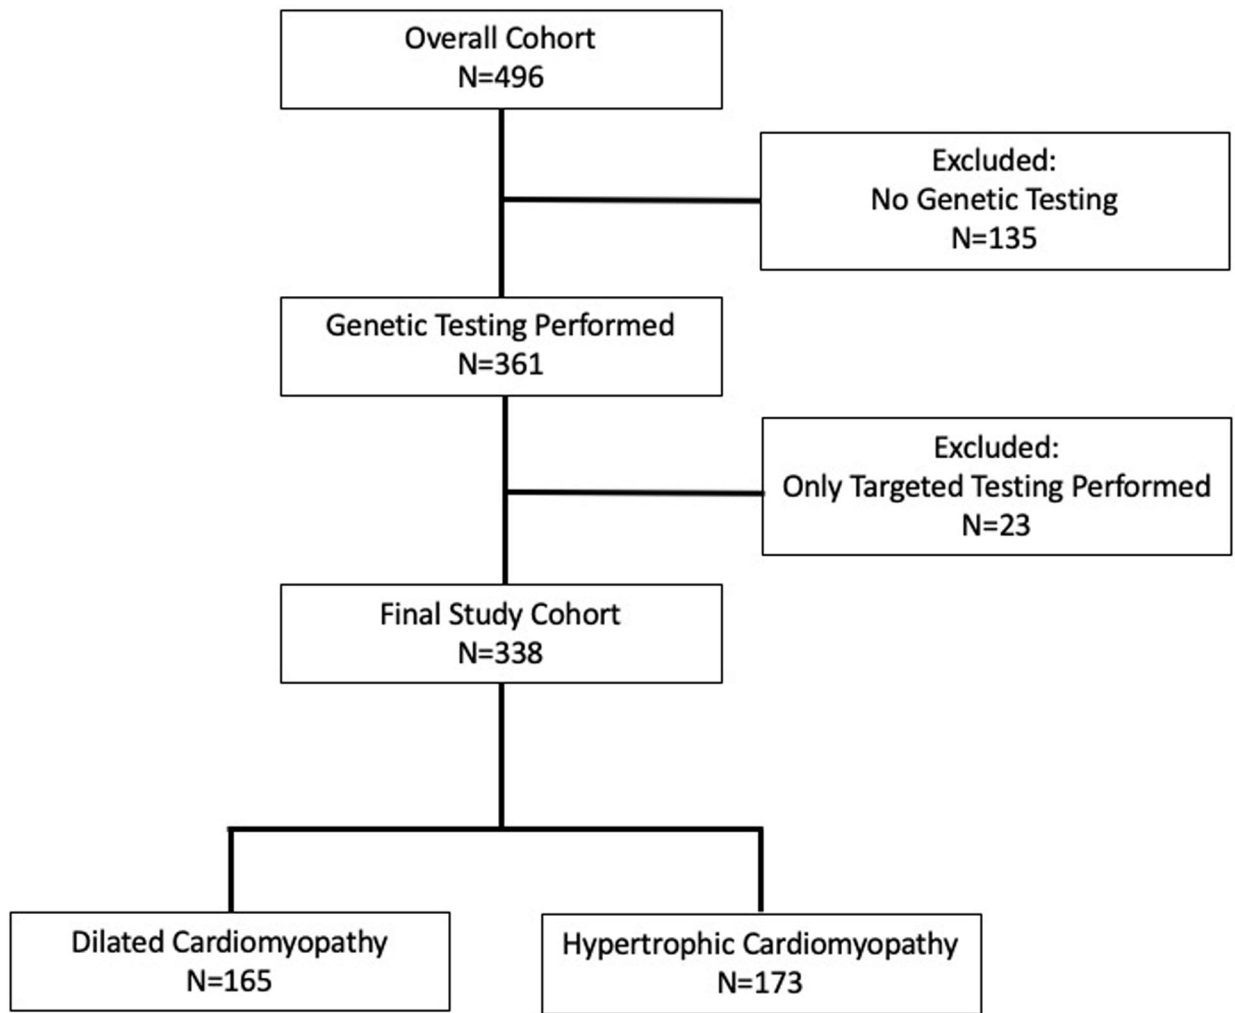 Overall Cohort
N=496
Excluded:
No Genetic Testing
N=135
Genetic Testing Performed
N=361
Excluded:
Only Targeted Testing Performed
N=23
Final Study Cohort
N=338
Dilated Cardiomyopathy
N=165
Hypertrophic Cardiomyopathy
N=173